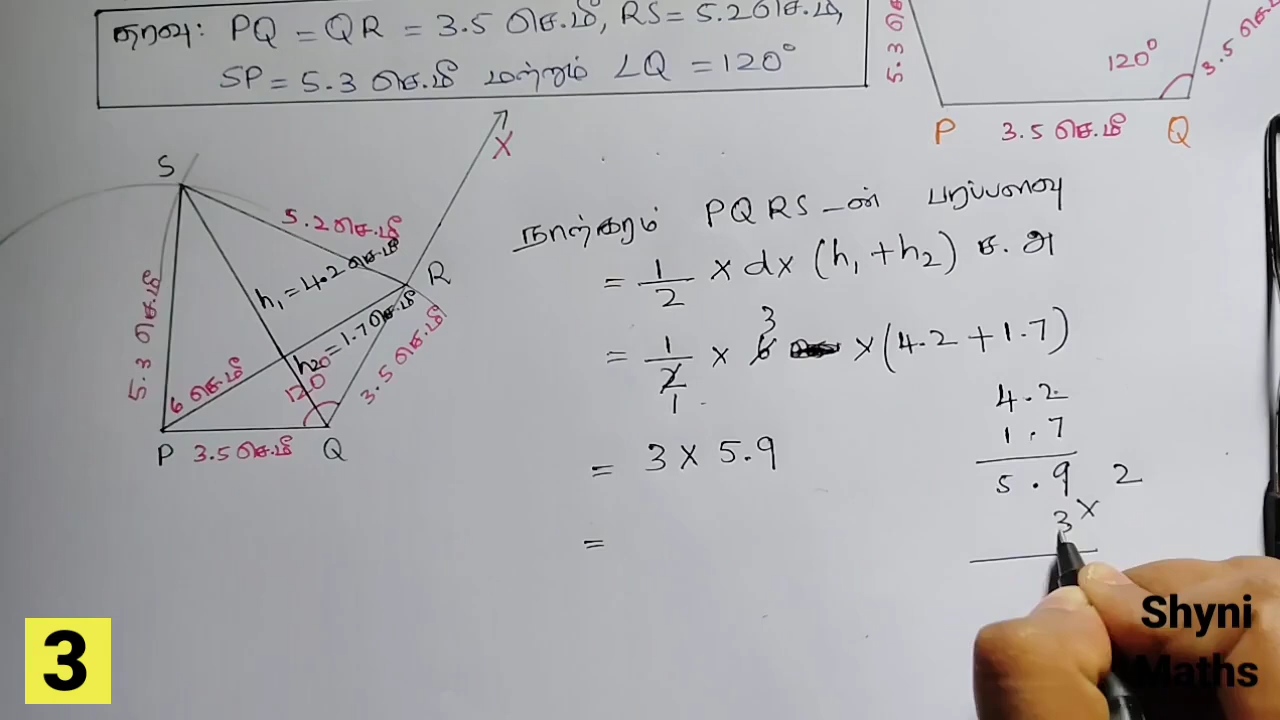 தரவு: PQ = QR = 3.5 செ.மீ, RS = 5.2 செ.மீ,
SP = 5.3 செ.மீ மற்றும் ∠Q = 120°
5.3 செ
120°
3.5 செ.மீ
P 3.5 செ.மீ Q
X
S
5.2 செ.மீ
h₁ = 4.2 செ.மீ
R
5.3 செ.மீ
h₂ = 1.7 செ.மீ
6 செ.மீ
120
3.5 செ.மீ
P 3.5 செ.மீ Q
நாற்கரம் PQRS -ன் பரப்பளவு
= 1/2 × d × (h₁ + h₂) ச. அ
3
= 1/2 × 6 × (4.2 + 1.7)
1
= 3 × 5.9
=
4.2
1.7
5.9 2
3 ×
3
Shyni
Maths